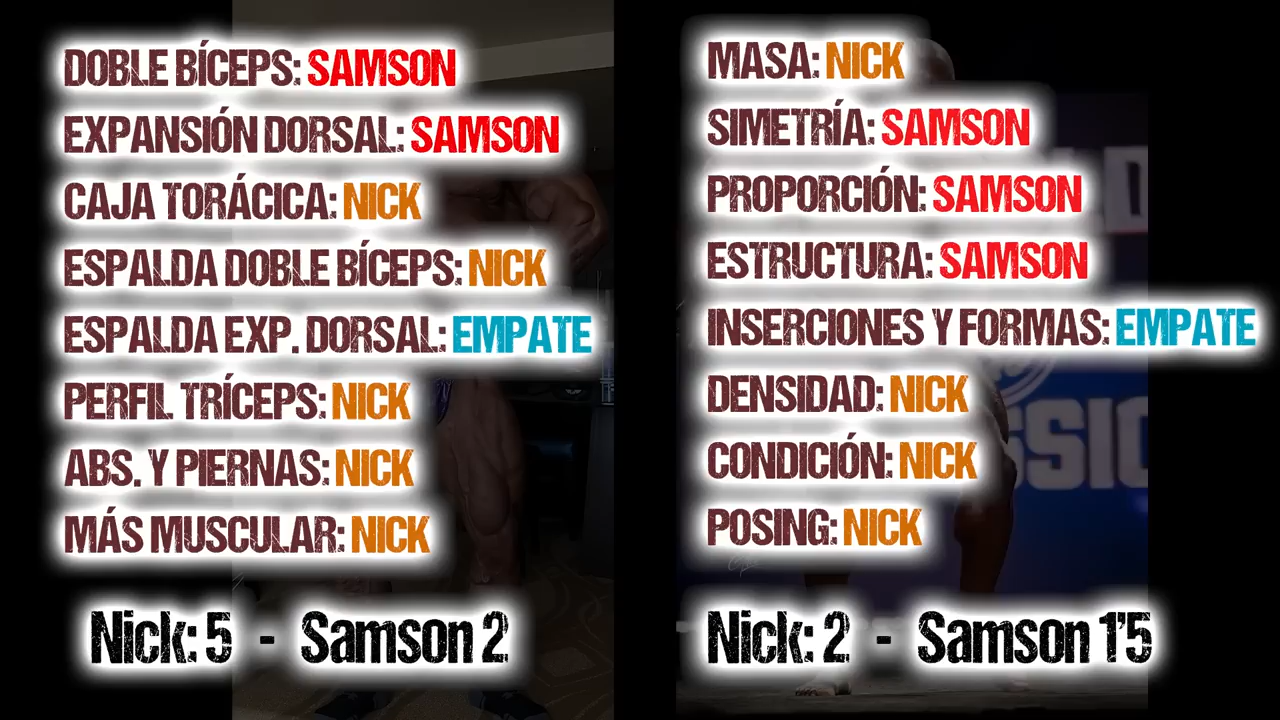 DOBLE BÍCEPS: SAMSON
EXPANSIÓN DORSAL: SAMSON
CAJA TORÁCICA: NICK
ESPALDA DOBLE BÍCEPS: NICK
ESPALDA EXP. DORSAL: EMPATE
PERFIL TRÍCEPS: NICK
ABS. Y PIERNAS: NICK
MÁS MUSCULAR: NICK
Nick: 5 - Samson 2
MASA: NICK
SIMETRÍA: SAMSON
PROPORCIÓN: SAMSON
ESTRUCTURA: SAMSON
INSERCIONES Y FORMAS: EMPATE
DENSIDAD: NICK
CONDICIÓN: NICK
POSING: NICK
Nick: 2 - Samson 1'5